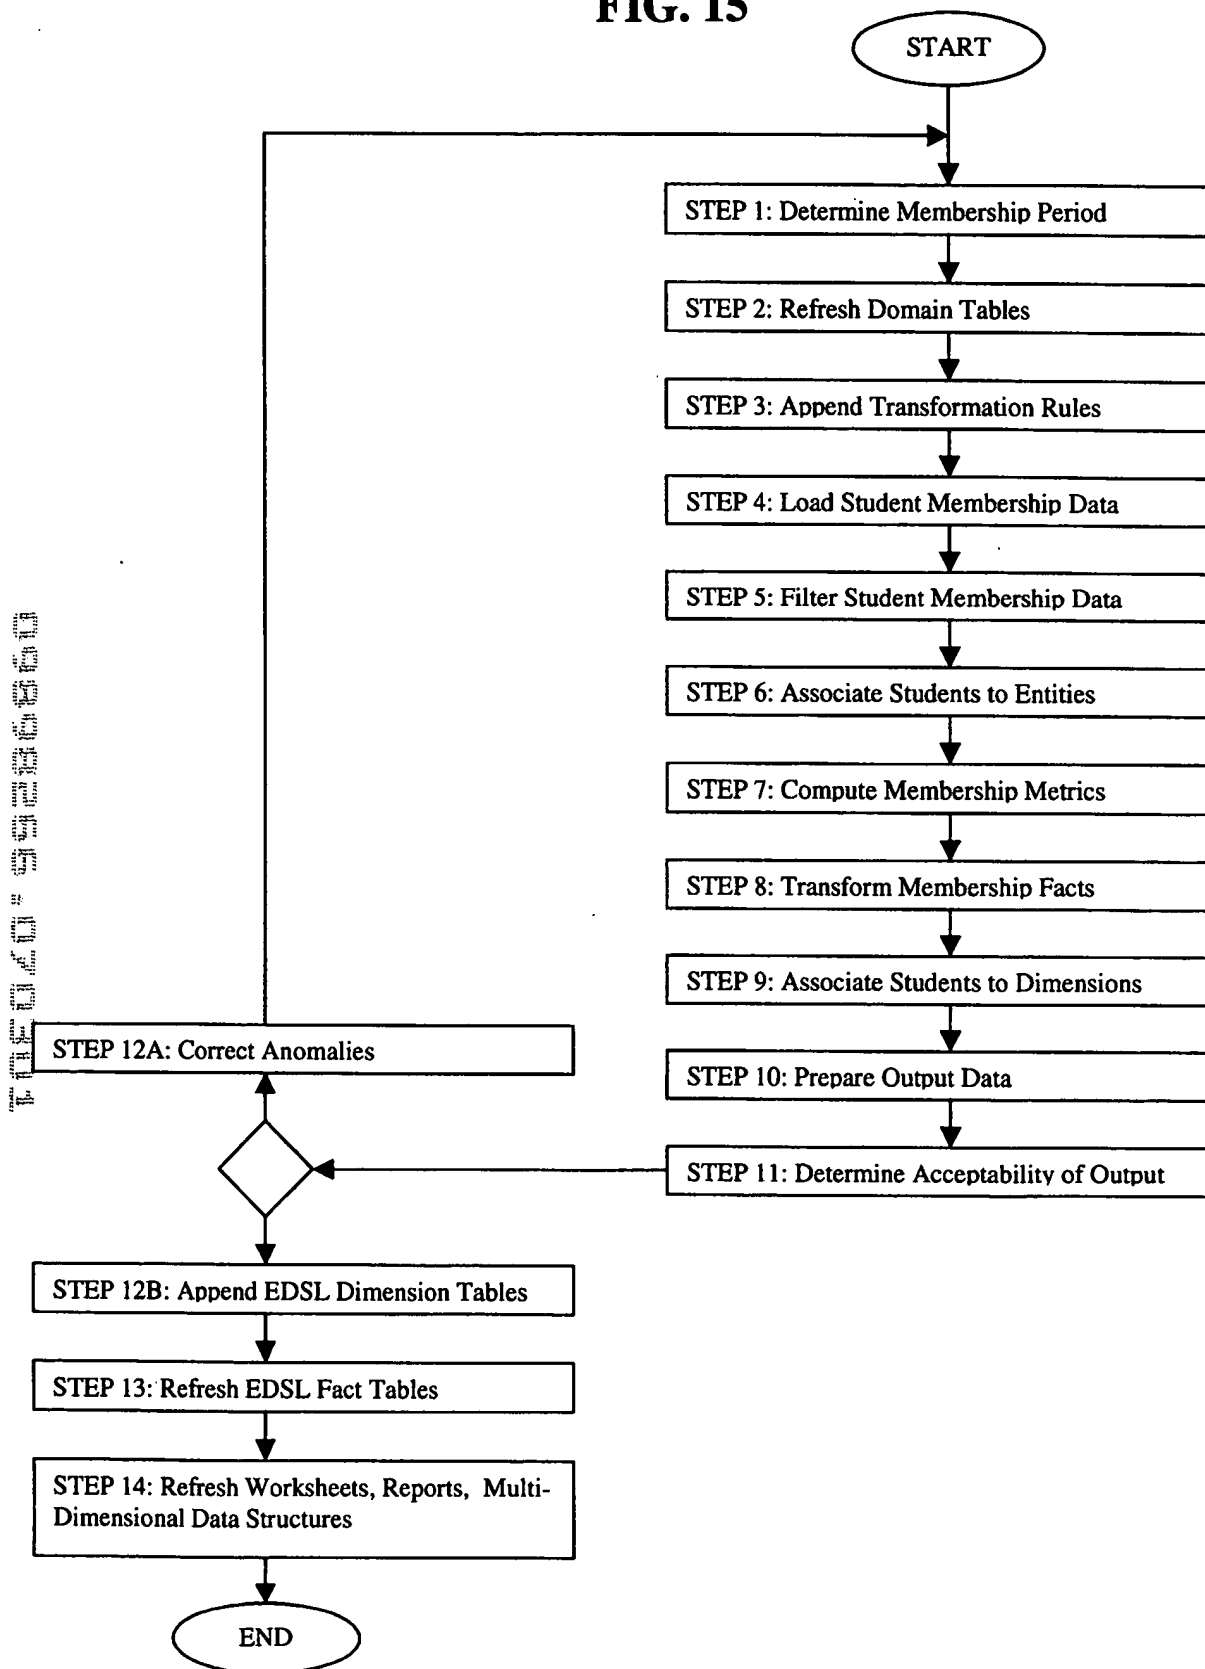 FIG. 15
START
STEP 1: Determine Membership Period
STEP 2: Refresh Domain Tables
STEP 3: Append Transformation Rules
STEP 4: Load Student Membership Data
STEP 5: Filter Student Membership Data
STEP 6: Associate Students to Entities
STEP 7: Compute Membership Metrics
STEP 8: Transform Membership Facts
STEP 9: Associate Students to Dimensions
STEP 10: Prepare Output Data
STEP 11: Determine Acceptability of Output
STEP 12A: Correct Anomalies
STEP 12B: Append EDSL Dimension Tables
STEP 13: Refresh EDSL Fact Tables
STEP 14: Refresh Worksheets, Reports, Multi-
Dimensional Data Structures
END
09898255.070301